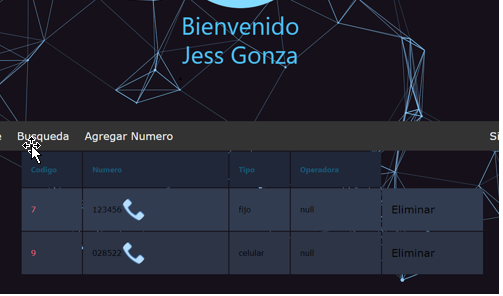 Bienvenido
Jess Gonza
e Busqueda Agregar Numero Si
Codigo Numero Tipo Operadora
7 123456 fijo null Eliminar
9 028522 celular null Eliminar